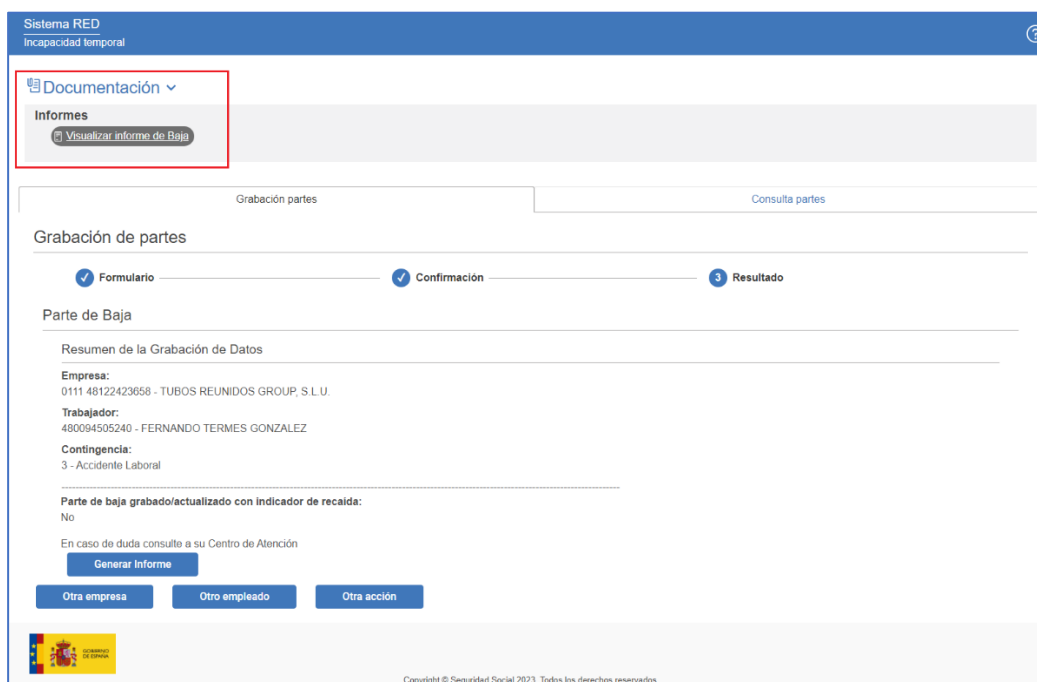 Sistema RED
Incapacidad temporal
Documentación
Informes
Visualizar informe de Baja
Grabación partes
Consulta partes
Grabación de partes
Formulario
Confirmación
3 Resultado
Parte de Baja
Resumen de la Grabación de Datos
Empresa:
0111 48122423658 - TUBOS REUNIDOS GROUP, S.L.U.
Trabajador:
480094505240 - FERNANDO TERMES GONZALEZ
Contingencia:
3 - Accidente Laboral
Parte de baja grabado/actualizado con indicador de recaida:
No
En caso de duda consulte a su Centro de Atención
Generar Informe
Otra empresa
Otro empleado
Otra acción
GOBIERNO
DE ESPAÑA
Copyright © Seguridad Social 2023. Todos los derechos reservados.